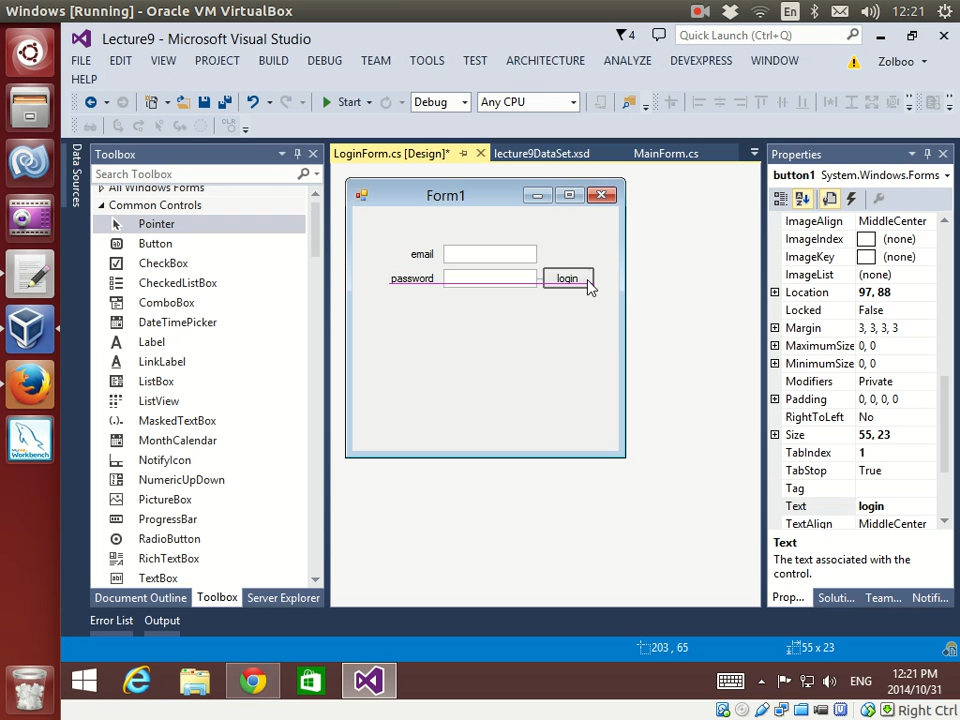 Windows [Running] - Oracle VM VirtualBox
En
12:21
Lecture9 - Microsoft Visual Studio
4
Quick Launch (Ctrl+Q)
FILE EDIT VIEW PROJECT BUILD DEBUG TEAM TOOLS TEST ARCHITECTURE ANALYZE DEVEXPRESS WINDOW
Zolboo
HELP
Start
Debug
Any CPU
CLR
Data Sources
Toolbox
LoginForm.cs [Design]*
lecture9DataSet.xsd
MainForm.cs
Properties
Search Toolbox
button1 System.Windows.Forms
All Windows Forms
Common Controls
Pointer
Button
CheckBox
CheckedListBox
ComboBox
DateTimePicker
Label
LinkLabel
ListBox
ListView
MaskedTextBox
MonthCalendar
NotifyIcon
NumericUpDown
PictureBox
ProgressBar
RadioButton
RichTextBox
TextBox
Form1
email
password
login
ImageAlign MiddleCenter
ImageIndex (none)
ImageKey (none)
ImageList (none)
Location 97, 88
Locked False
Margin 3, 3, 3, 3
MaximumSize 0, 0
MinimumSize 0, 0
Modifiers Private
Padding 0, 0, 0, 0
RightToLeft No
Size 55, 23
TabIndex 1
TabStop True
Tag
Text login
TextAlign MiddleCenter
Text
The text associated with the
control.
Document Outline Toolbox Server Explorer
Prop... Soluti... Team... Notifi...
Error List Output
203 , 65
55 x 23
ENG
12:21 PM
2014/10/31
MySQL
Workbench
Right Ctrl